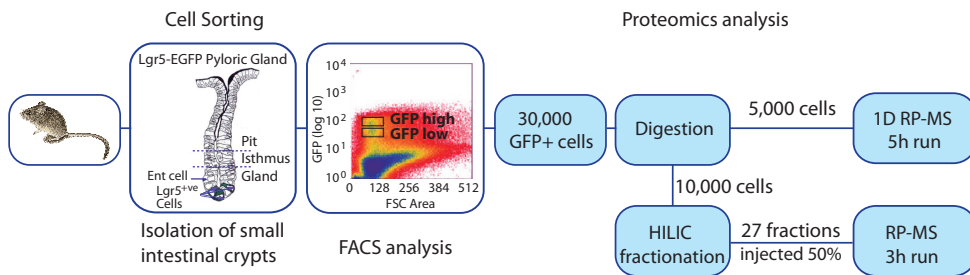 Cell Sorting
Proteomics analysis
Lgr5-EGFP Pyloric Gland
Pit
Isthmus
Gland
Ent cell
Lgr5+ve
Cells
Isolation of small
intestinal crypts
GFP (log 10)
10^4
10^3
10^2
10^1
10^0
GFP high
GFP low
0 128 256 384 512
FSC Area
FACS analysis
30,000
GFP+ cells
Digestion
5,000 cells
1D RP-MS
5h run
10,000 cells
HILIC
fractionation
27 fractions
injected 50%
RP-MS
3h run